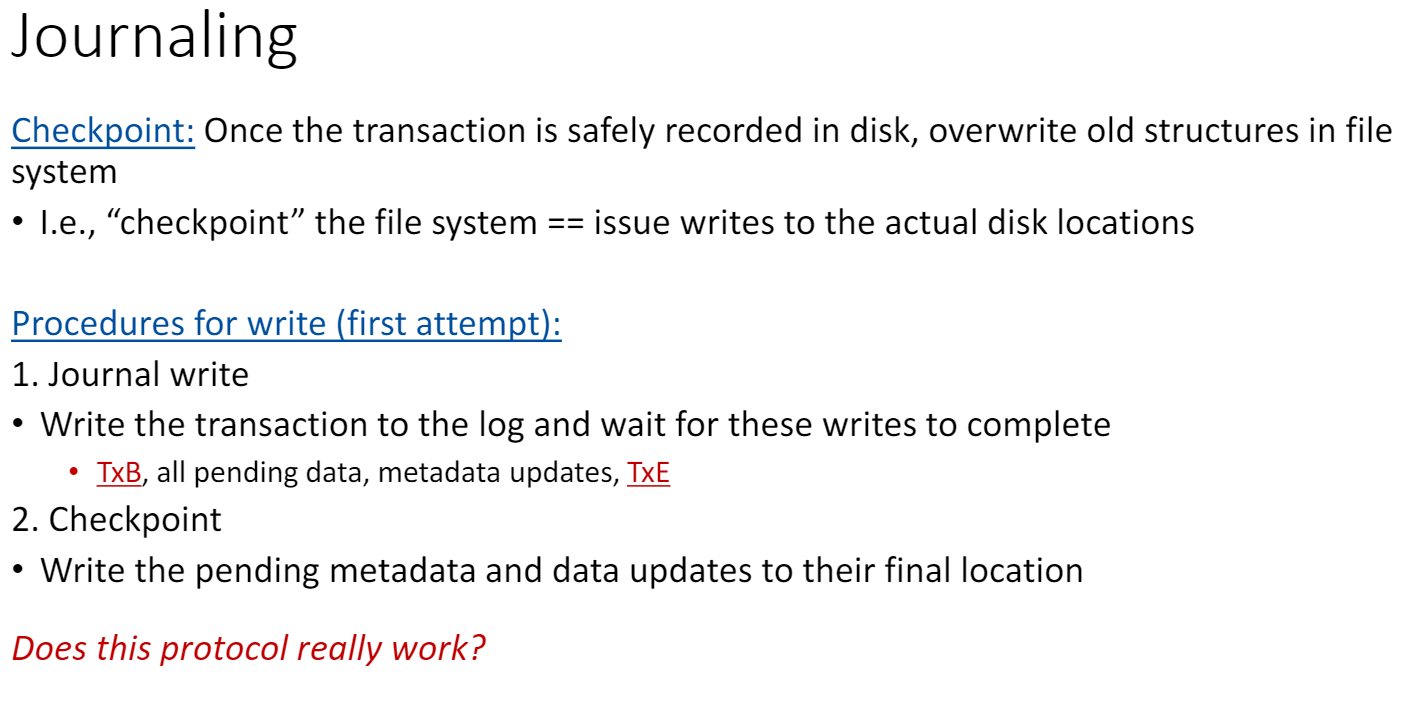 Journaling
Checkpoint: Once the transaction is safely recorded in disk, overwrite old structures in file
system
• I.e., “checkpoint” the file system == issue writes to the actual disk locations
Procedures for write (first attempt):
1. Journal write
• Write the transaction to the log and wait for these writes to complete
• TxB, all pending data, metadata updates, TxE
2. Checkpoint
• Write the pending metadata and data updates to their final location
Does this protocol really work?